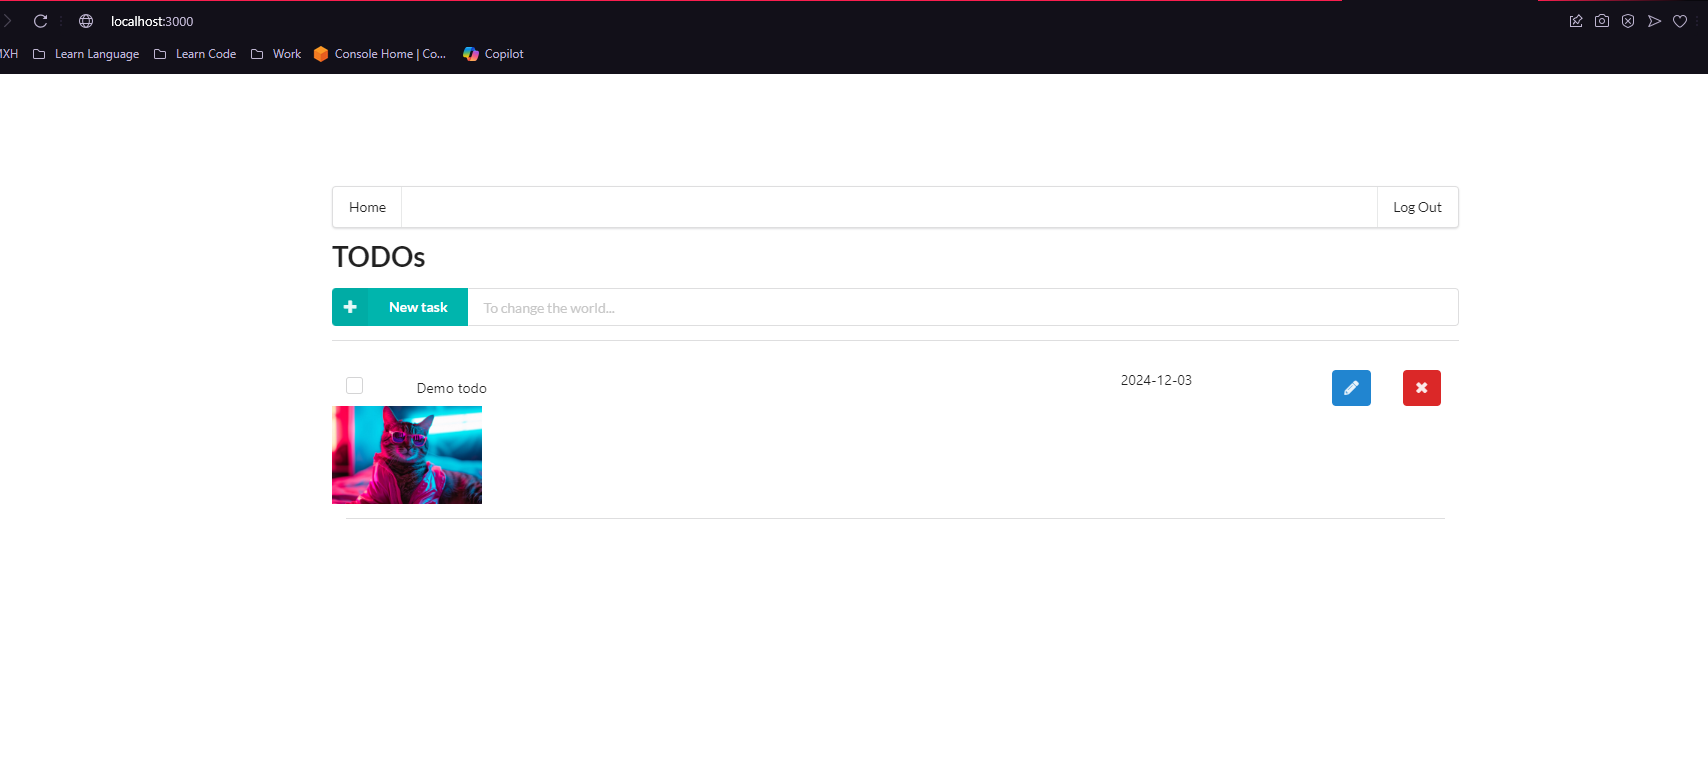 localhost:3000
Learn Language Learn Code Work Console Home | Co... Copilot
Home Log Out
TODOs
New task To change the world...
Demo todo 2024-12-03